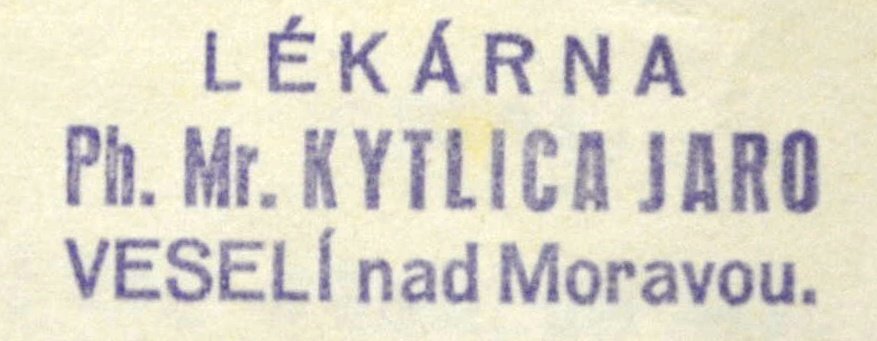 LÉKÁRNA
Ph. Mr. KYTLICA JARO
VESELÍ nad Moravou.